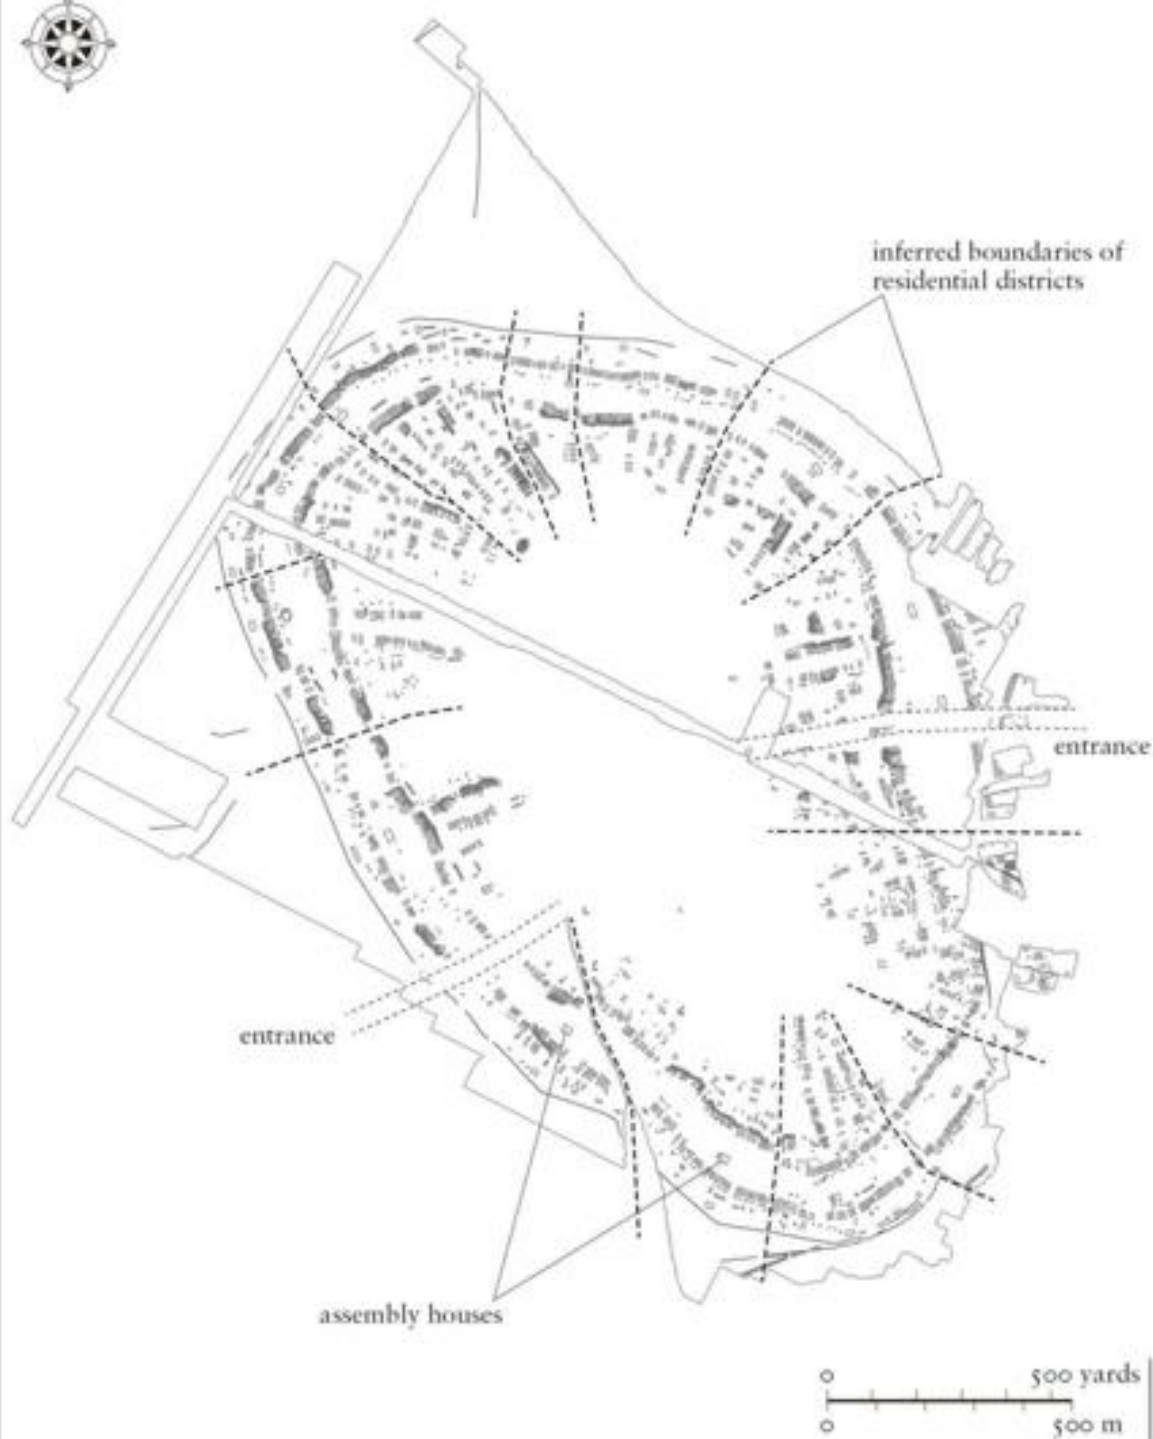 inferred boundaries of
residential districts
entrance
entrance
assembly houses
0 500 yards
0 500 m